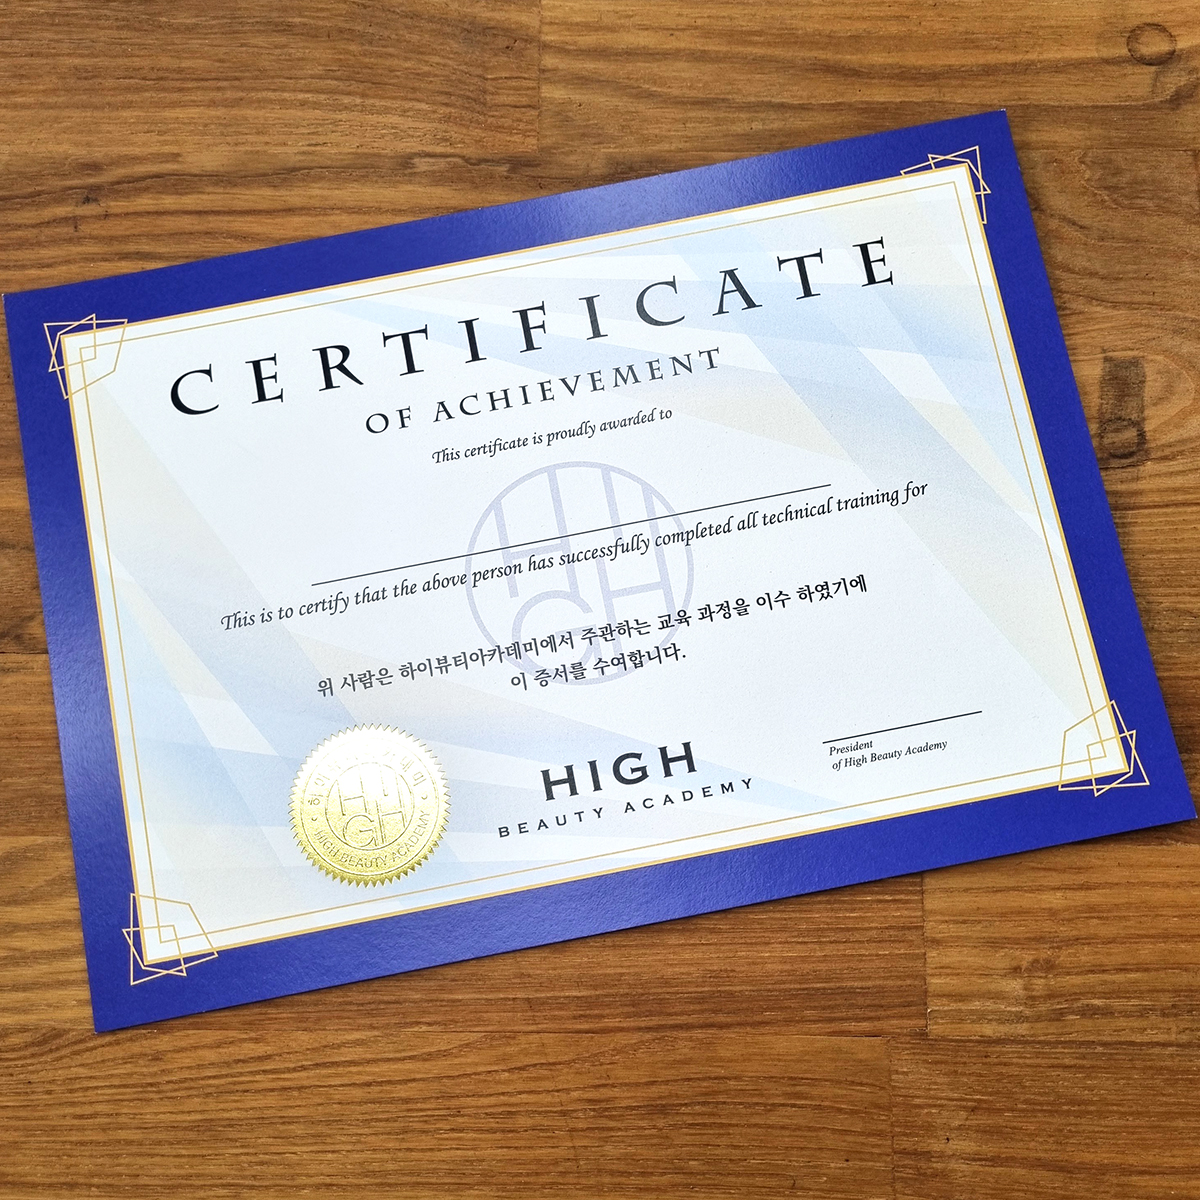 CERTIFICATE
OF ACHIEVEMENT
This certificate is proudly awarded to
This is to certify that the above person has successfully completed all technical training for
위 사람은 하이뷰티아카데미에서 주관하는 교육 과정을 이수 하였기에
이 증서를 수여합니다.
HIGH
BEAUTY ACADEMY
President
of High Beauty Academy
HIGH
HIGH
HIGH BEAUTY ACADEMY